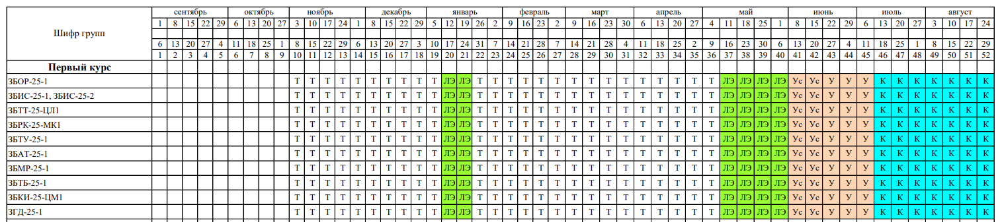 сентябрь октябрь ноябрь декабрь январь февраль март апрель май июнь июль август
Шифр групп
1 8 15 22 29 6 13 20 27 3 10 17 24 1 8 15 22 29 5 12 19 26 2 9 16 23 2 9 16 23 30 6 13 20 27 4 11 18 25 1 8 15 22 29 6 13 20 27 3 10 17 24
6 13 20 27 4 11 18 25 1 8 15 22 29 6 13 20 27 3 10 17 24 31 7 14 21 28 7 14 21 28 4 11 18 25 2 9 16 23 30 6 13 20 27 4 11 18 25 1 8 15 22 29
1 2 3 4 5 6 7 8 9 10 11 12 13 14 15 16 17 18 19 20 21 22 23 24 25 26 27 28 29 30 31 32 33 34 35 36 37 38 39 40 41 42 43 44 45 46 47 48 49 50 51 52
Первый курс
ЗБОР-25-1 Т Т Т Т Т Т Т Т Т Т ЛЭ ЛЭ Т Т Т Т Т Т Т Т Т Т Т Т Т Т Т ЛЭ ЛЭ ЛЭ ЛЭ Ус Ус У У У К К К К К К К
ЗБИС-25-1, ЗБИС-25-2 Т Т Т Т Т Т Т Т Т Т ЛЭ ЛЭ Т Т Т Т Т Т Т Т Т Т Т Т Т Т Т ЛЭ ЛЭ ЛЭ ЛЭ Ус Ус У У У К К К К К К К
ЗБТТ-25-ЦЛ1 Т Т Т Т Т Т Т Т Т Т ЛЭ ЛЭ Т Т Т Т Т Т Т Т Т Т Т Т Т Т Т ЛЭ ЛЭ ЛЭ ЛЭ Ус Ус У У У К К К К К К К
ЗБРК-25-МК1 Т Т Т Т Т Т Т Т Т Т ЛЭ ЛЭ Т Т Т Т Т Т Т Т Т Т Т Т Т Т Т ЛЭ ЛЭ ЛЭ ЛЭ Ус Ус У У У К К К К К К К
ЗБТУ-25-1 Т Т Т Т Т Т Т Т Т Т ЛЭ ЛЭ Т Т Т Т Т Т Т Т Т Т Т Т Т Т Т ЛЭ ЛЭ ЛЭ ЛЭ Ус Ус У У У К К К К К К К
ЗБАТ-25-1 Т Т Т Т Т Т Т Т Т Т ЛЭ ЛЭ Т Т Т Т Т Т Т Т Т Т Т Т Т Т Т ЛЭ ЛЭ ЛЭ ЛЭ Ус Ус У У У К К К К К К К
ЗБМР-25-1 Т Т Т Т Т Т Т Т Т Т ЛЭ ЛЭ Т Т Т Т Т Т Т Т Т Т Т Т Т Т Т ЛЭ ЛЭ ЛЭ ЛЭ Ус Ус У У У К К К К К К К
ЗБТБ-25-1 Т Т Т Т Т Т Т Т Т Т ЛЭ ЛЭ Т Т Т Т Т Т Т Т Т Т Т Т Т Т Т ЛЭ ЛЭ ЛЭ ЛЭ Ус Ус У У У К К К К К К К
ЗБКИ-25-ЦМ1 Т Т Т Т Т Т Т Т Т Т ЛЭ ЛЭ Т Т Т Т Т Т Т Т Т Т Т Т Т Т Т ЛЭ ЛЭ ЛЭ ЛЭ Ус Ус У У У К К К К К К К
ЗГД-25-1 Т Т Т Т Т Т Т Т Т Т ЛЭ ЛЭ Т Т Т Т Т Т Т Т Т Т Т Т Т Т Т ЛЭ ЛЭ ЛЭ ЛЭ Ус Ус У У У К К К К К К К